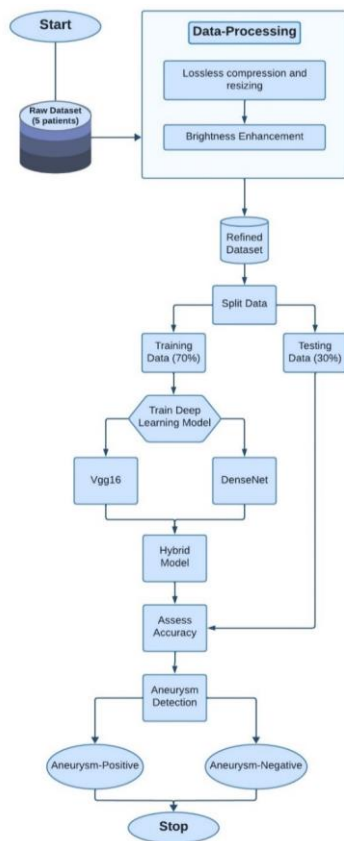 Start
Data-Processing
Lossless compression and
resizing
Raw Dataset
(5 patients)
Brightness Enhancement
Refined
Dataset
Split Data
Training
Data (70%)
Testing
Data (30%)
Train Deep
Learning Model
Vgg16
DenseNet
Hybrid
Model
Assess
Accuracy
Aneurysm
Detection
Aneurysm-Positive
Aneurysm-Negative
Stop